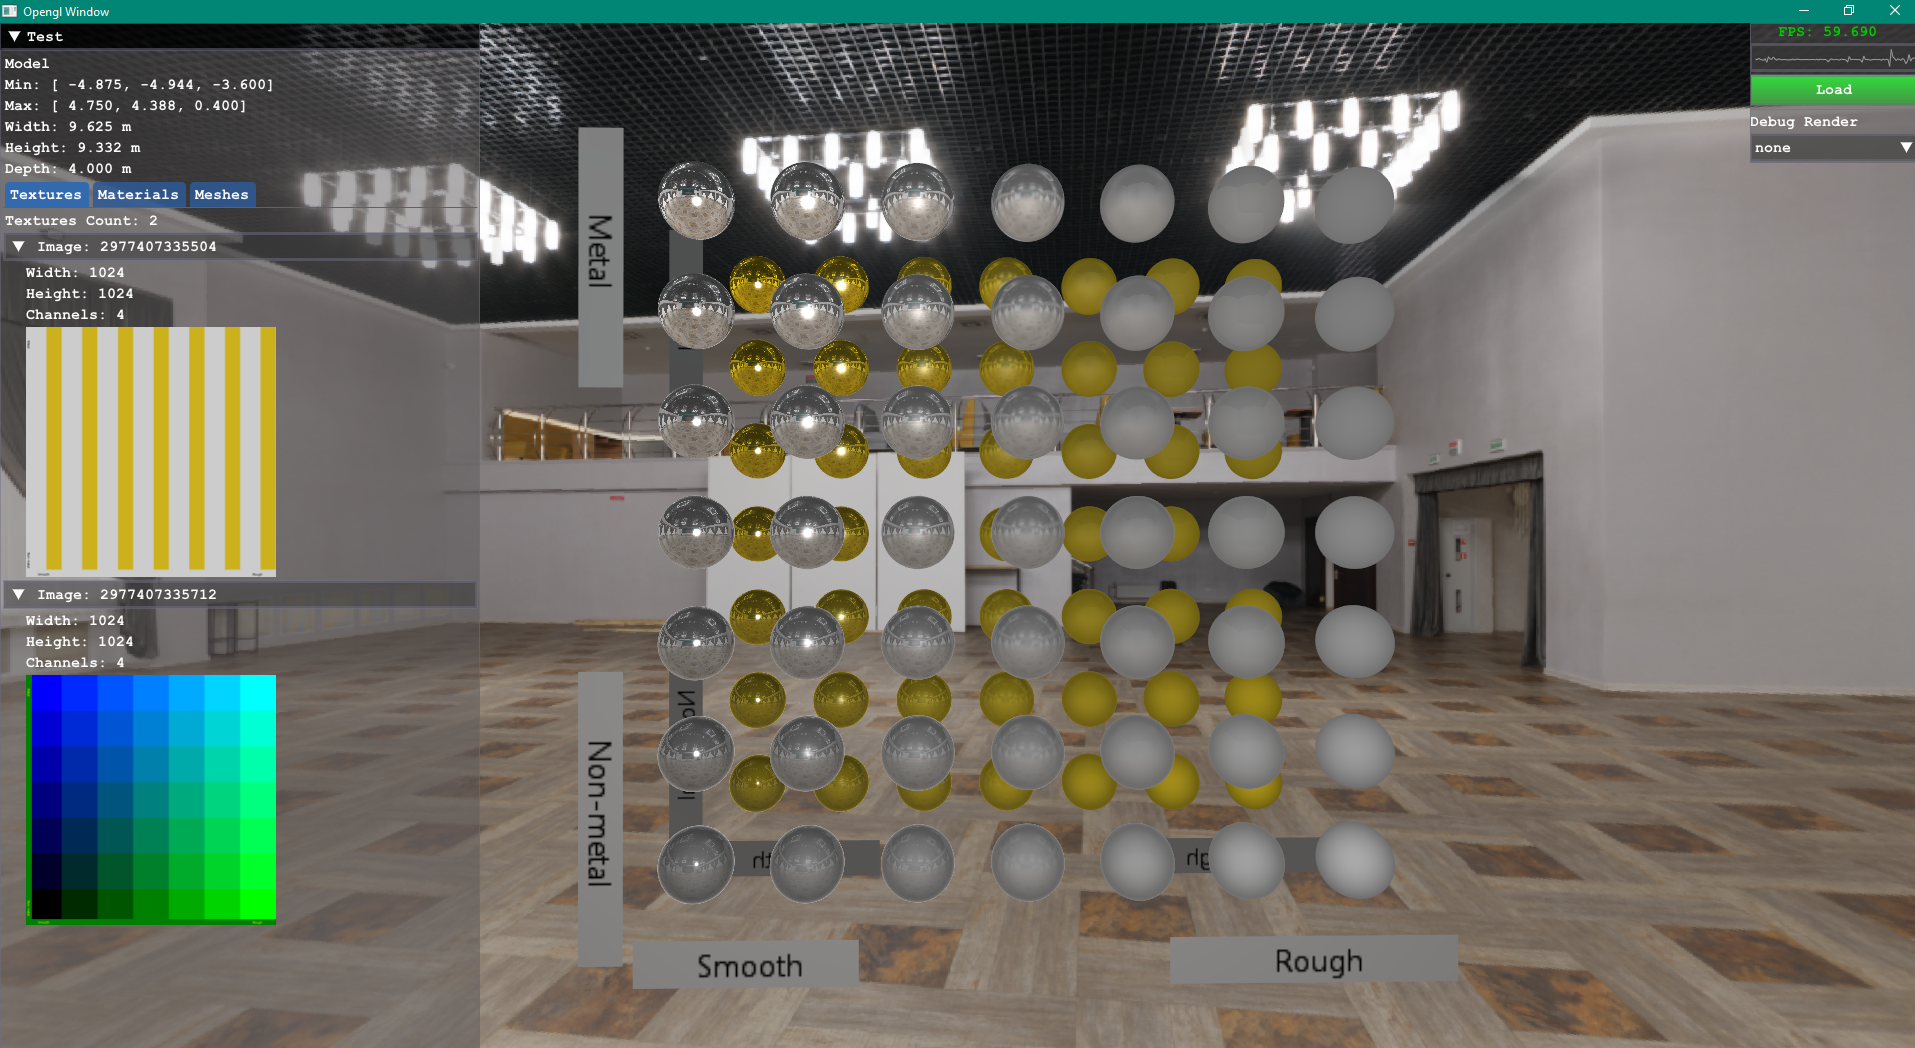 Opengl Window
Test
Model
Min: [ -4.875, -4.944, -3.600]
Max: [ 4.750, 4.388, 0.400]
Width: 9.625 m
Height: 9.332 m
Depth: 4.000 m
Textures Materials Meshes
Textures Count: 2
Image: 2977407335504
Width: 1024
Height: 1024
Channels: 4
Image: 2977407335712
Width: 1024
Height: 1024
Channels: 4
FPS: 59.690
Load
Debug Render
none
Metal
Non-metal
Smooth
Rough